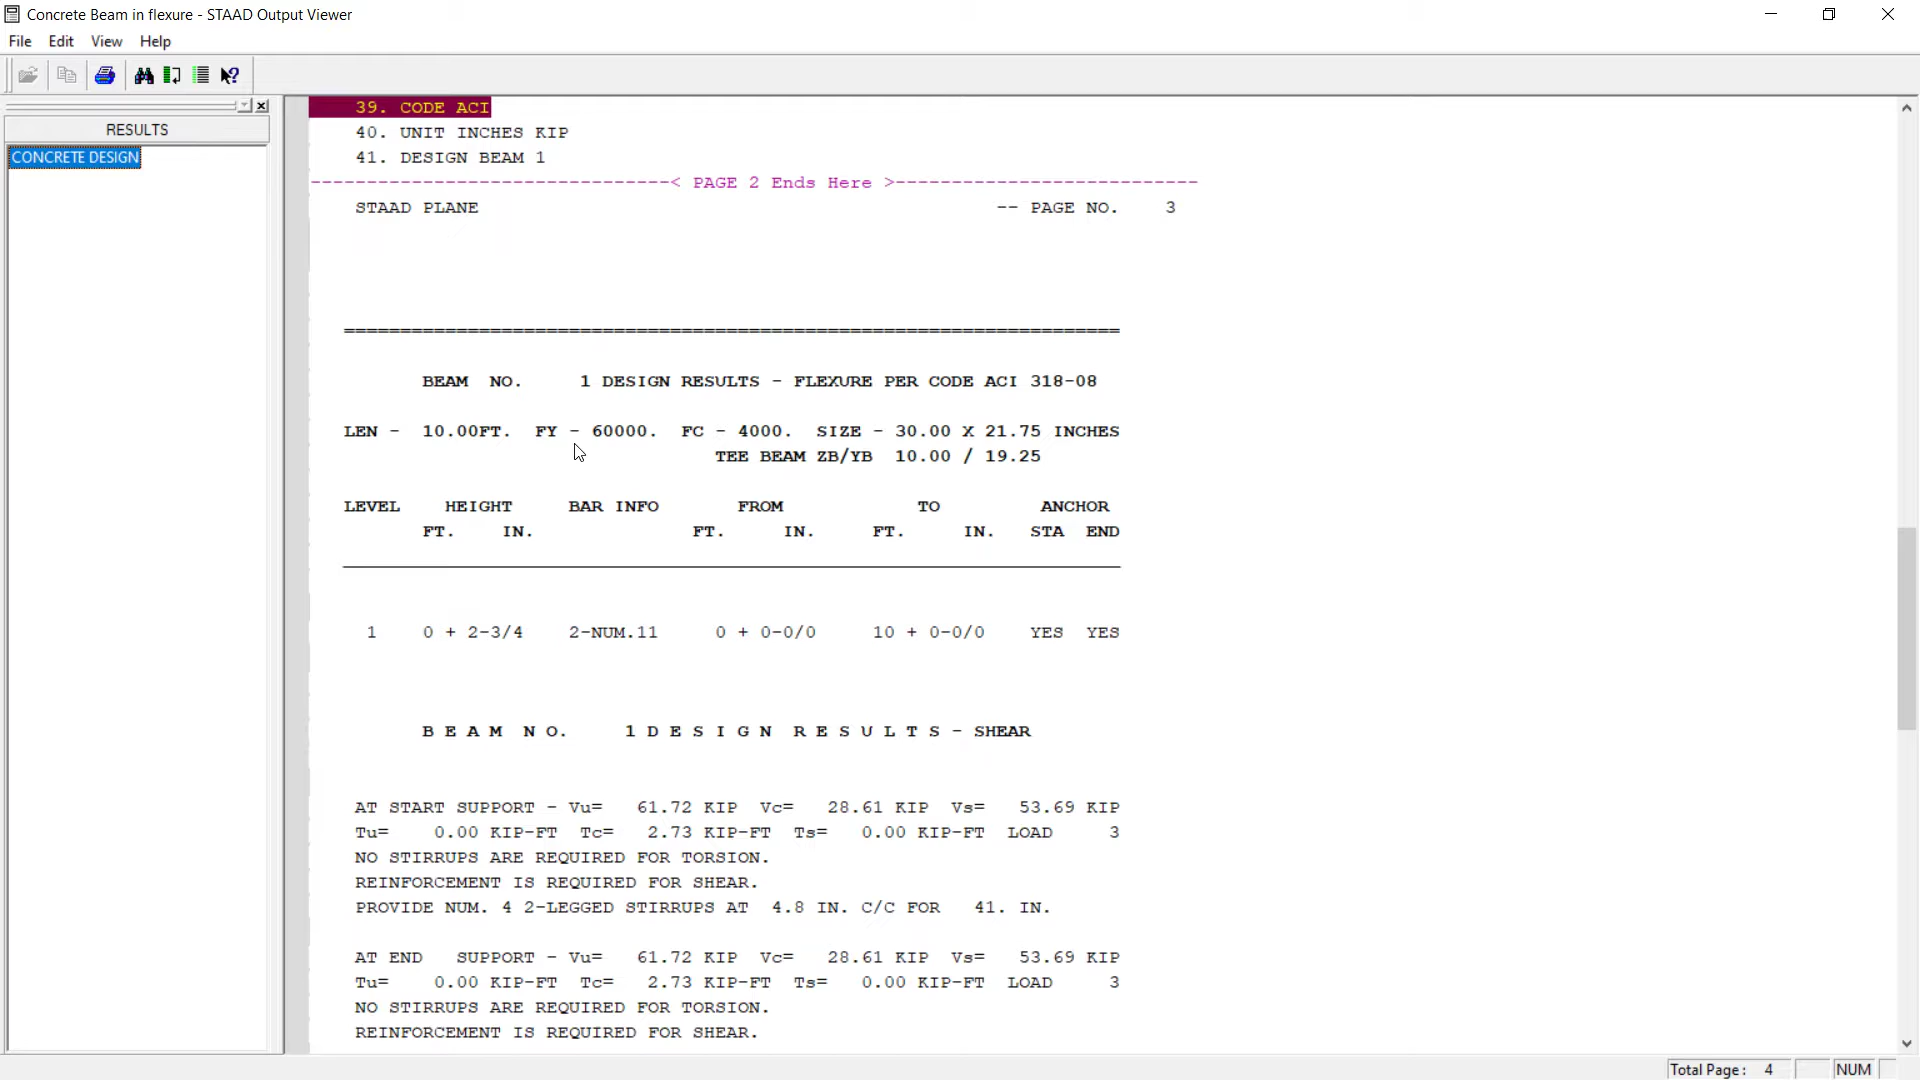 Concrete Beam in flexure - STAAD Output Viewer
File Edit View Help
RESULTS
CONCRETE DESIGN
39. CODE ACI
40. UNIT INCHES KIP
41. DESIGN BEAM 1
--------------------------------< PAGE 2 Ends Here >---------------------------
STAAD PLANE -- PAGE NO. 3
=====================================================================
BEAM NO. 1 DESIGN RESULTS - FLEXURE PER CODE ACI 318-08
LEN - 10.00FT. FY - 60000. FC - 4000. SIZE - 30.00 X 21.75 INCHES
TEE BEAM ZB/YB 10.00 / 19.25
LEVEL HEIGHT BAR INFO FROM TO ANCHOR
FT. IN. FT. IN. FT. IN. STA END
_____________________________________________________________________
1 0 + 2-3/4 2-NUM.11 0 + 0-0/0 10 + 0-0/0 YES YES
B E A M N O. 1 D E S I G N R E S U L T S - SHEAR
AT START SUPPORT - Vu= 61.72 KIP Vc= 28.61 KIP Vs= 53.69 KIP
Tu= 0.00 KIP-FT Tc= 2.73 KIP-FT Ts= 0.00 KIP-FT LOAD 3
NO STIRRUPS ARE REQUIRED FOR TORSION.
REINFORCEMENT IS REQUIRED FOR SHEAR.
PROVIDE NUM. 4 2-LEGGED STIRRUPS AT 4.8 IN. C/C FOR 41. IN.
AT END SUPPORT - Vu= 61.72 KIP Vc= 28.61 KIP Vs= 53.69 KIP
Tu= 0.00 KIP-FT Tc= 2.73 KIP-FT Ts= 0.00 KIP-FT LOAD 3
NO STIRRUPS ARE REQUIRED FOR TORSION.
REINFORCEMENT IS REQUIRED FOR SHEAR.
Total Page: 4 NUM